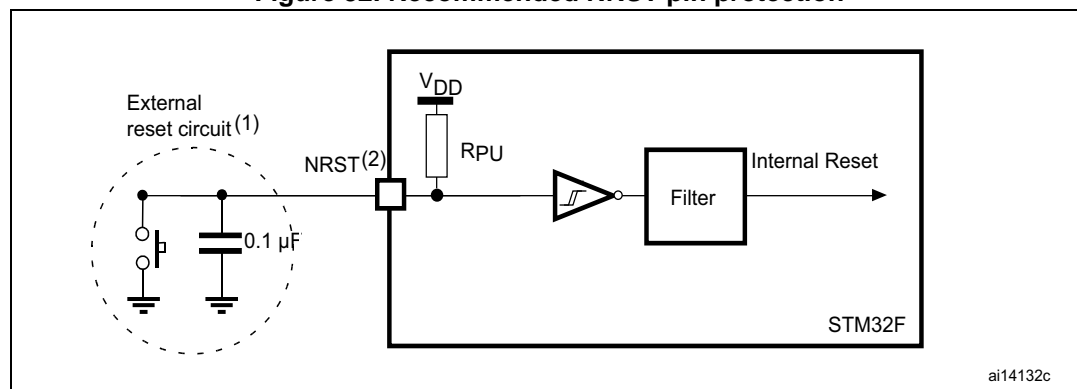 External
reset circuit(1)
NRST(2)
VDD
RPU
0.1 µF
Filter
Internal Reset
STM32F
ai14132c